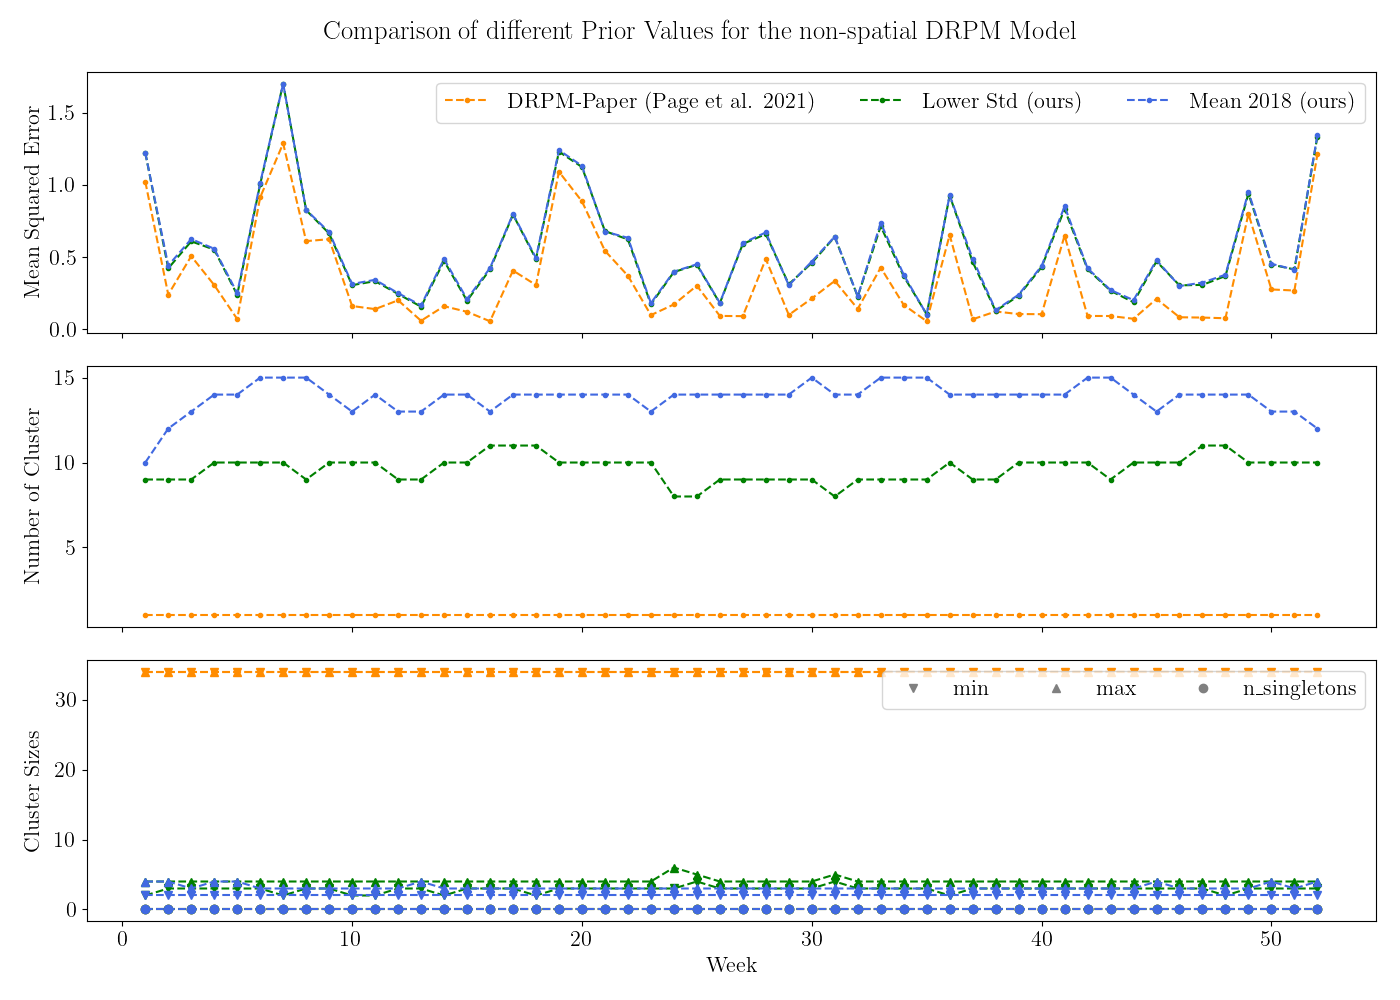 Comparison of different Prior Values for the non-spatial DRPM Model
Mean Squared Error
1.5
1.0
0.5
0.0
DRPM-Paper (Page et al. 2021)
Lower Std (ours)
Mean 2018 (ours)
Number of Cluster
15
10
5
Cluster Sizes
30
20
10
0
min
max
n_singletons
0
10
20
30
40
50
Week